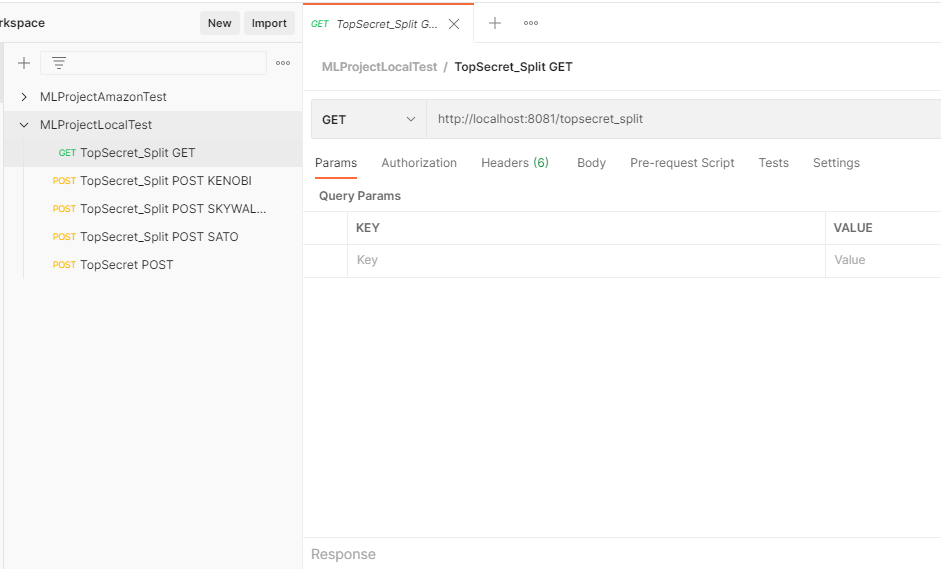 rkspace
New
Import
MLProjectAmazonTest
MLProjectLocalTest
GET TopSecret_Split GET
POST TopSecret_Split POST KENOBI
POST TopSecret_Split POST SKYWAL...
POST TopSecret_Split POST SATO
POST TopSecret POST
GET TopSecret_Split G...
MLProjectLocalTest / TopSecret_Split GET
GET http://localhost:8081/topsecret_split
Params Authorization Headers (6) Body Pre-request Script Tests Settings
Query Params
KEY VALUE
Key Value
Response